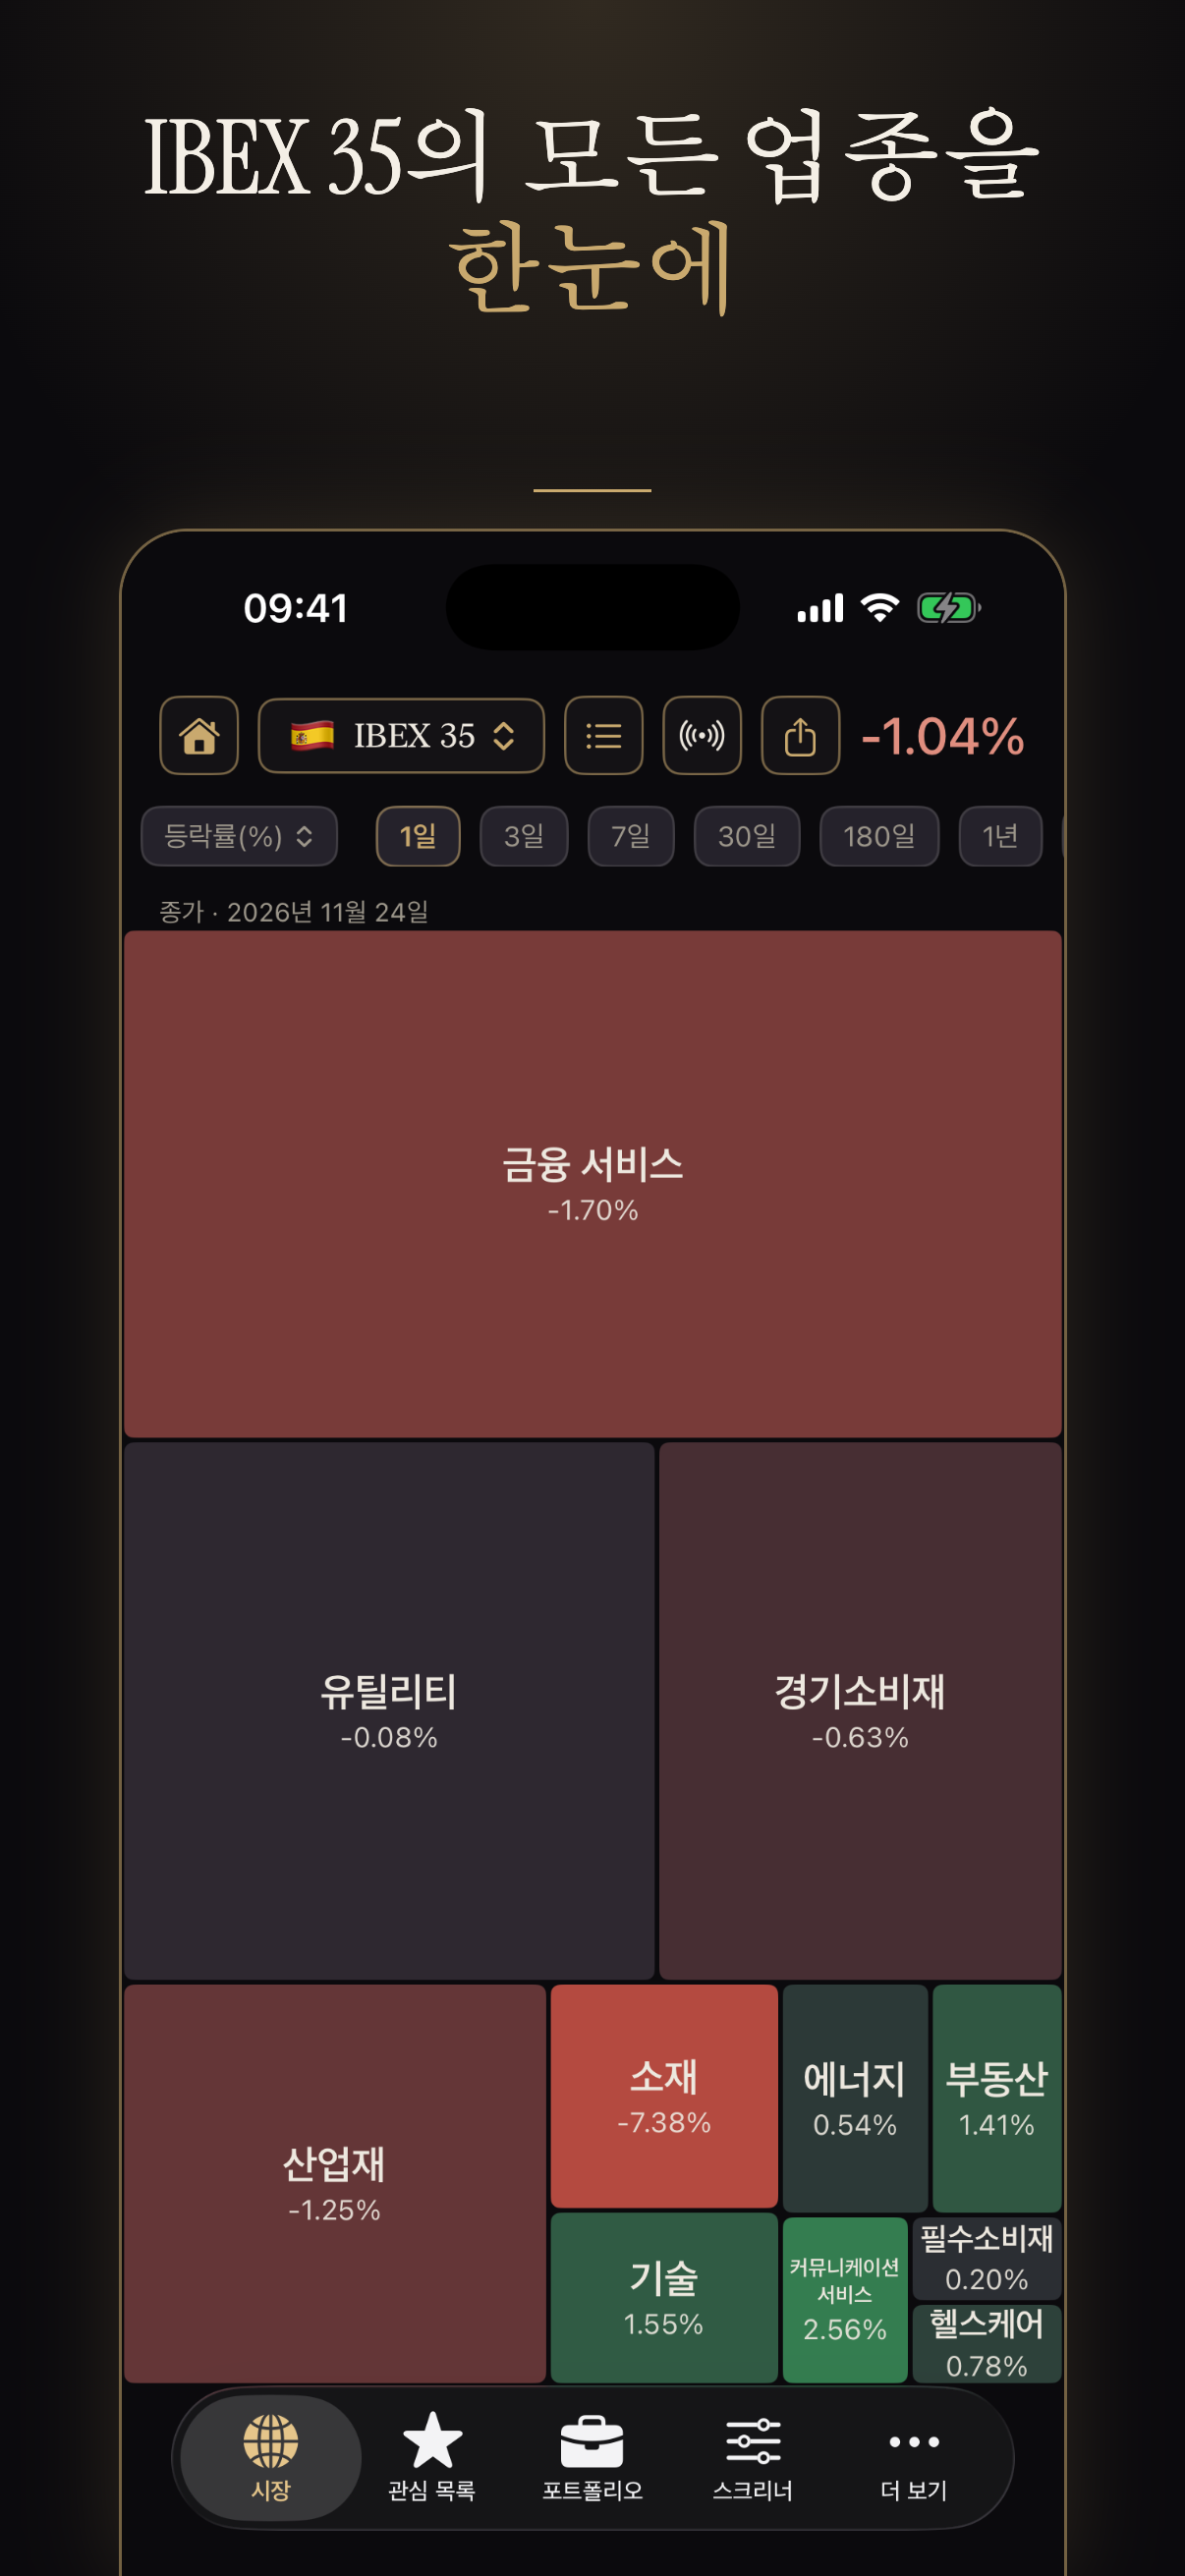 IBEX 35의 모든 업종을
한눈에
09:41
IBEX 35
-1.04%
등락률(%)
1일
3일
7일
30일
180일
1년
종가 · 2026년 11월 24일
금융 서비스
-1.70%
유틸리티
-0.08%
경기소비재
-0.63%
산업재
-1.25%
소재
-7.38%
에너지
0.54%
부동산
1.41%
기술
1.55%
커뮤니케이션
서비스
2.56%
필수소비재
0.20%
헬스케어
0.78%
시장
관심 목록
포트폴리오
스크리너
더 보기